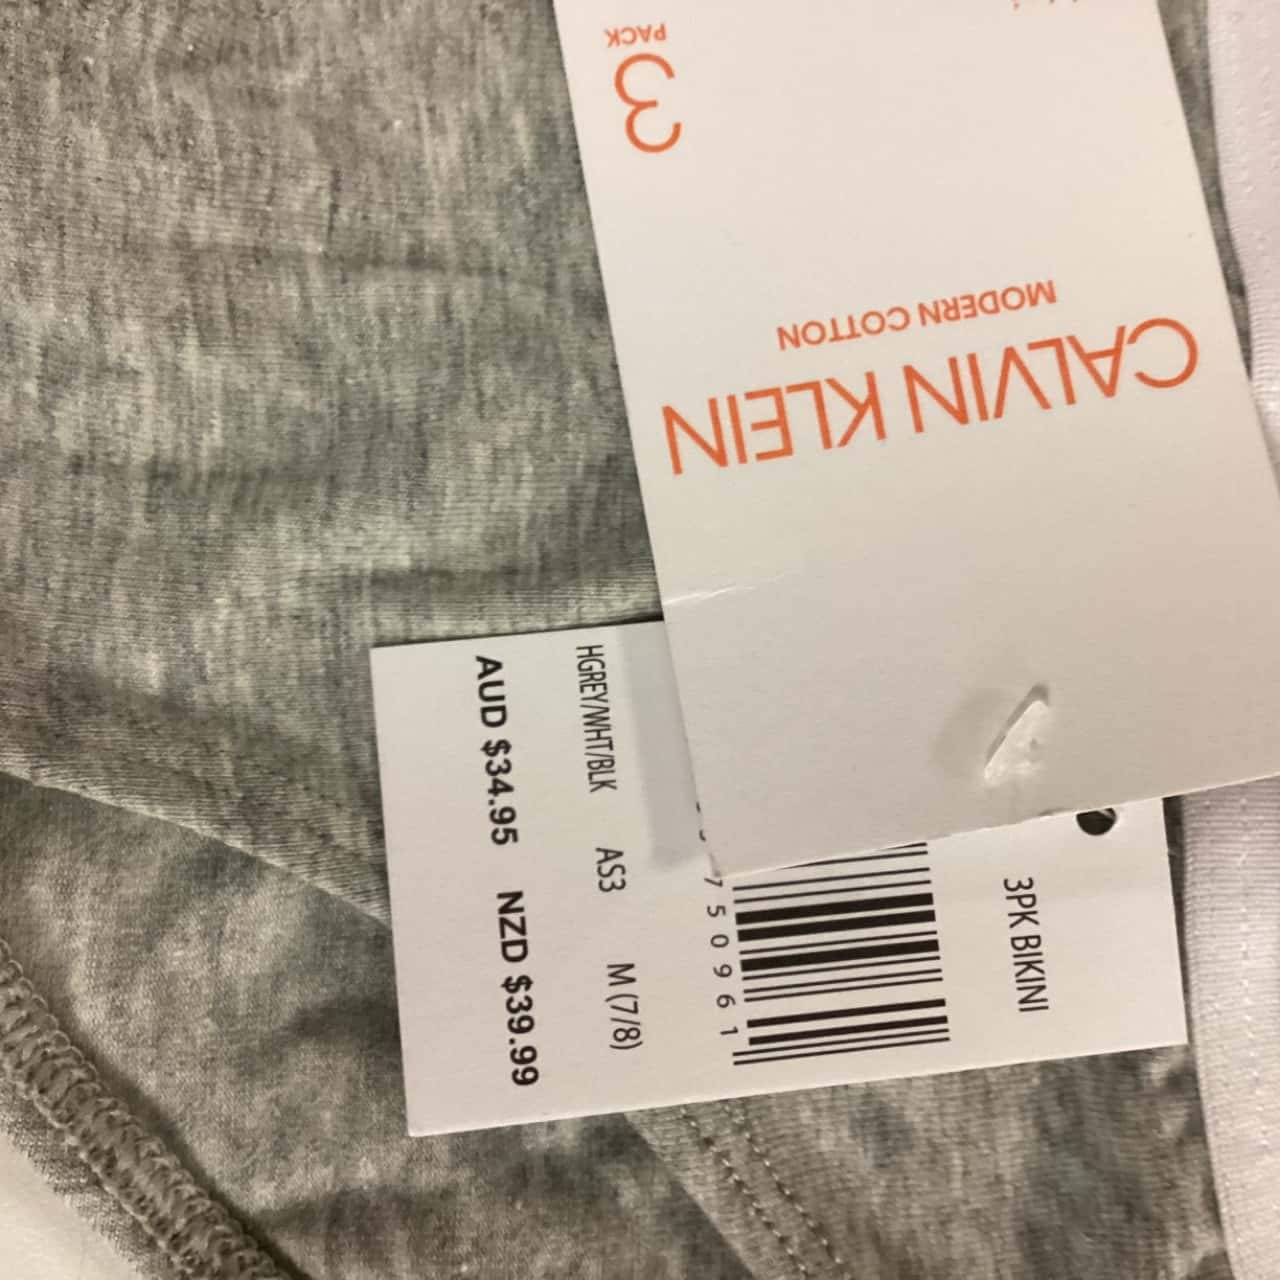 CALVIN KLEIN
MODERN COTTON
3
PACK
3PK BIKINI
750961
HGREY/WHT/BLK AS3 M (7/8)
AUD $34.95 NZD $39.99